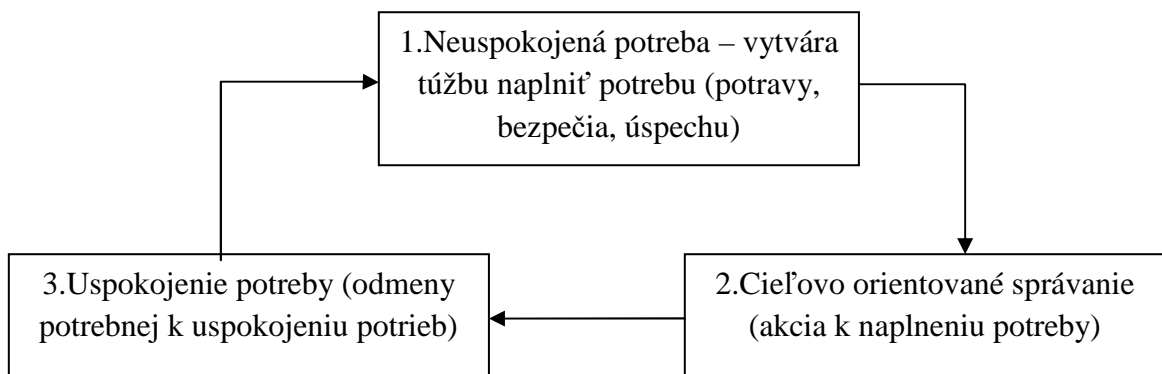 1.Neuspokojená potreba – vytvára
túžbu naplniť potrebu (potravy,
bezpečia, úspechu)
3.Uspokojenie potreby (odmeny
potrebnej k uspokojeniu potrieb)
2.Cieľovo orientované správanie
(akcia k naplneniu potreby)